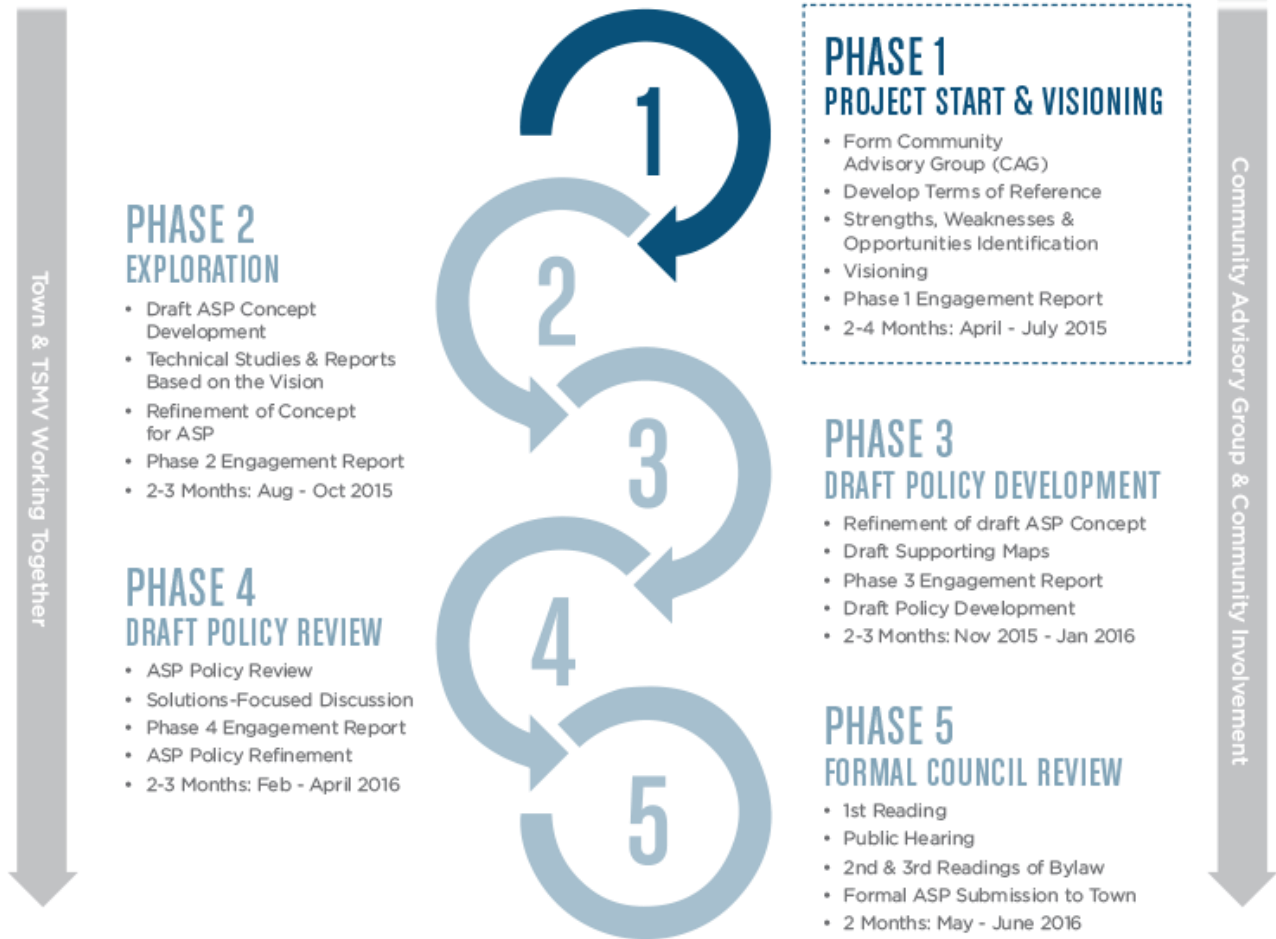 Town & TSMV Working Together
1
PHASE 1
PROJECT START & VISIONING
• Form Community
Advisory Group (CAG)
• Develop Terms of Reference
• Strengths, Weaknesses &
Opportunities Identification
• Visioning
• Phase 1 Engagement Report
• 2-4 Months: April - July 2015
2
PHASE 2
EXPLORATION
• Draft ASP Concept
Development
• Technical Studies & Reports
Based on the Vision
• Refinement of Concept
for ASP
• Phase 2 Engagement Report
• 2-3 Months: Aug - Oct 2015
3
PHASE 3
DRAFT POLICY DEVELOPMENT
• Refinement of draft ASP Concept
• Draft Supporting Maps
• Phase 3 Engagement Report
• Draft Policy Development
• 2-3 Months: Nov 2015 - Jan 2016
4
PHASE 4
DRAFT POLICY REVIEW
• ASP Policy Review
• Solutions-Focused Discussion
• Phase 4 Engagement Report
• ASP Policy Refinement
• 2-3 Months: Feb - April 2016
5
PHASE 5
FORMAL COUNCIL REVIEW
• 1st Reading
• Public Hearing
• 2nd & 3rd Readings of Bylaw
• Formal ASP Submission to Town
• 2 Months: May - June 2016
Community Advisory Group & Community Involvement